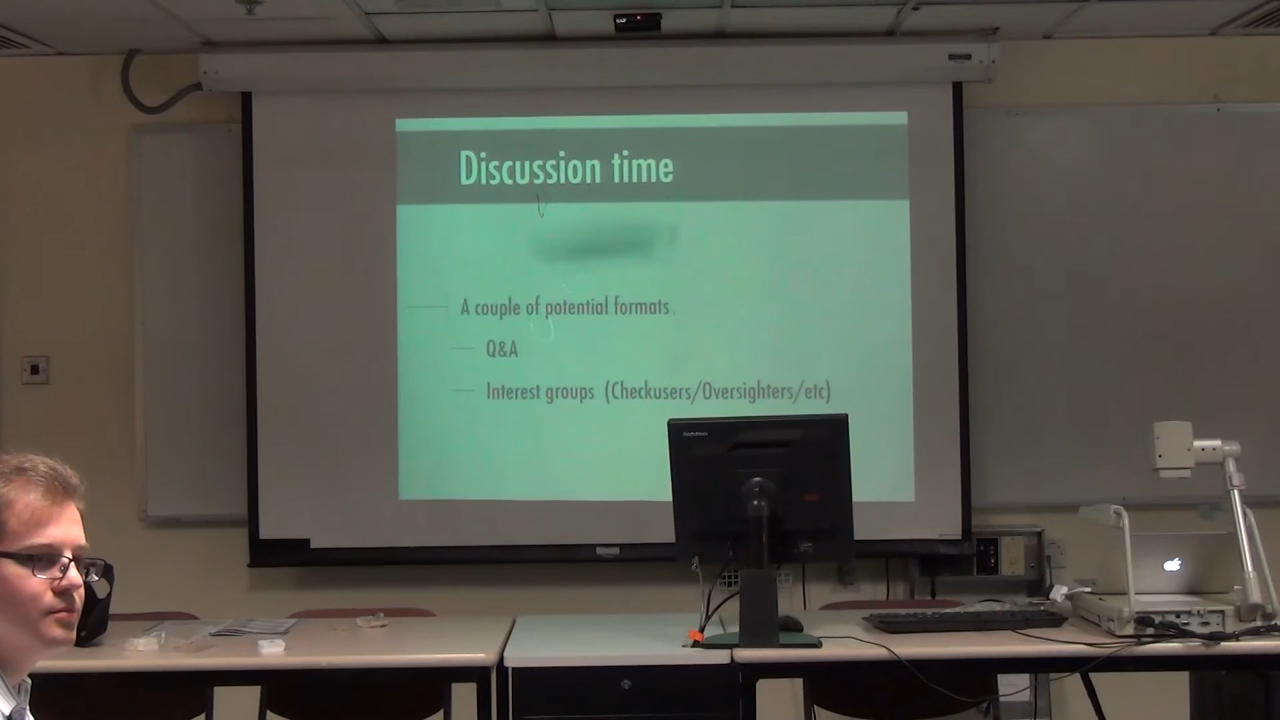 Discussion time
A couple of potential formats.
Q&A
Interest groups (Checkusers/Oversighters/etc)